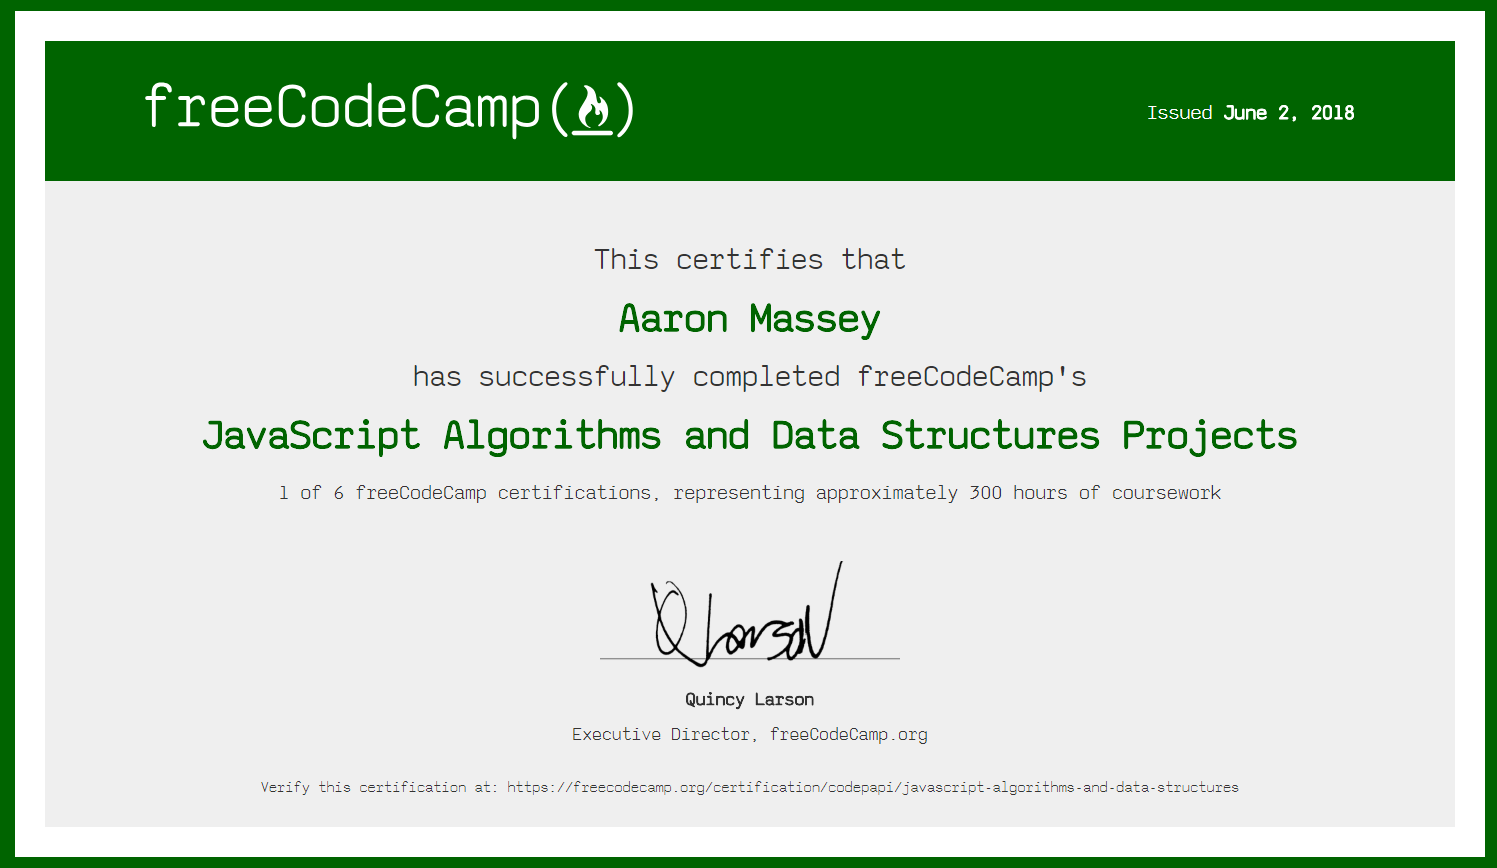 freeCodeCamp(🔥)
Issued June 2, 2018
This certifies that
Aaron Massey
has successfully completed freeCodeCamp's
JavaScript Algorithms and Data Structures Projects
1 of 6 freeCodeCamp certifications, representing approximately 300 hours of coursework
Q Larson
Quincy Larson
Executive Director, freeCodeCamp.org
Verify this certification at: https://freecodecamp.org/certification/codepapi/javascript-algorithms-and-data-structures